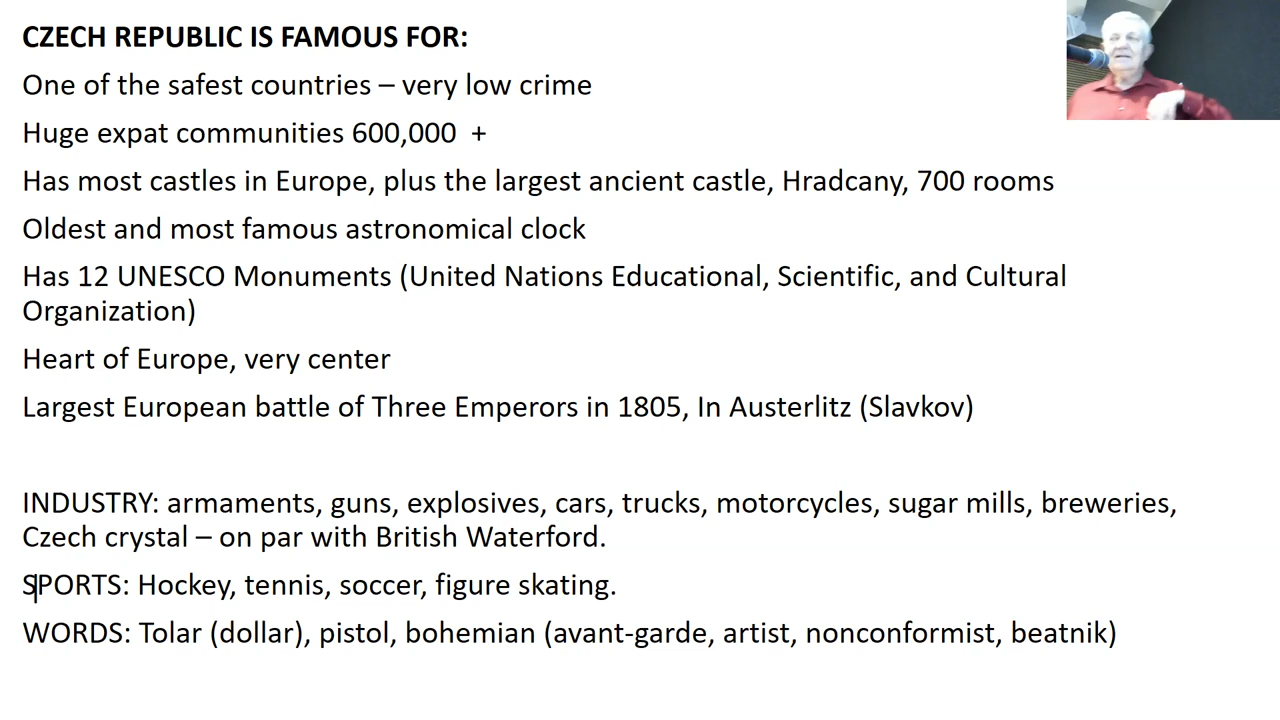 CZECH REPUBLIC IS FAMOUS FOR:
One of the safest countries – very low crime
Huge expat communities 600,000  +
Has most castles in Europe, plus the largest ancient castle, Hradcany, 700 rooms
Oldest and most famous astronomical clock
Has 12 UNESCO Monuments (United Nations Educational, Scientific, and Cultural
Organization)
Heart of Europe, very center
Largest European battle of Three Emperors in 1805, In Austerlitz (Slavkov)
INDUSTRY: armaments, guns, explosives, cars, trucks, motorcycles, sugar mills, breweries,
Czech crystal – on par with British Waterford.
SPORTS: Hockey, tennis, soccer, figure skating.
WORDS: Tolar (dollar), pistol, bohemian (avant-garde, artist, nonconformist, beatnik)